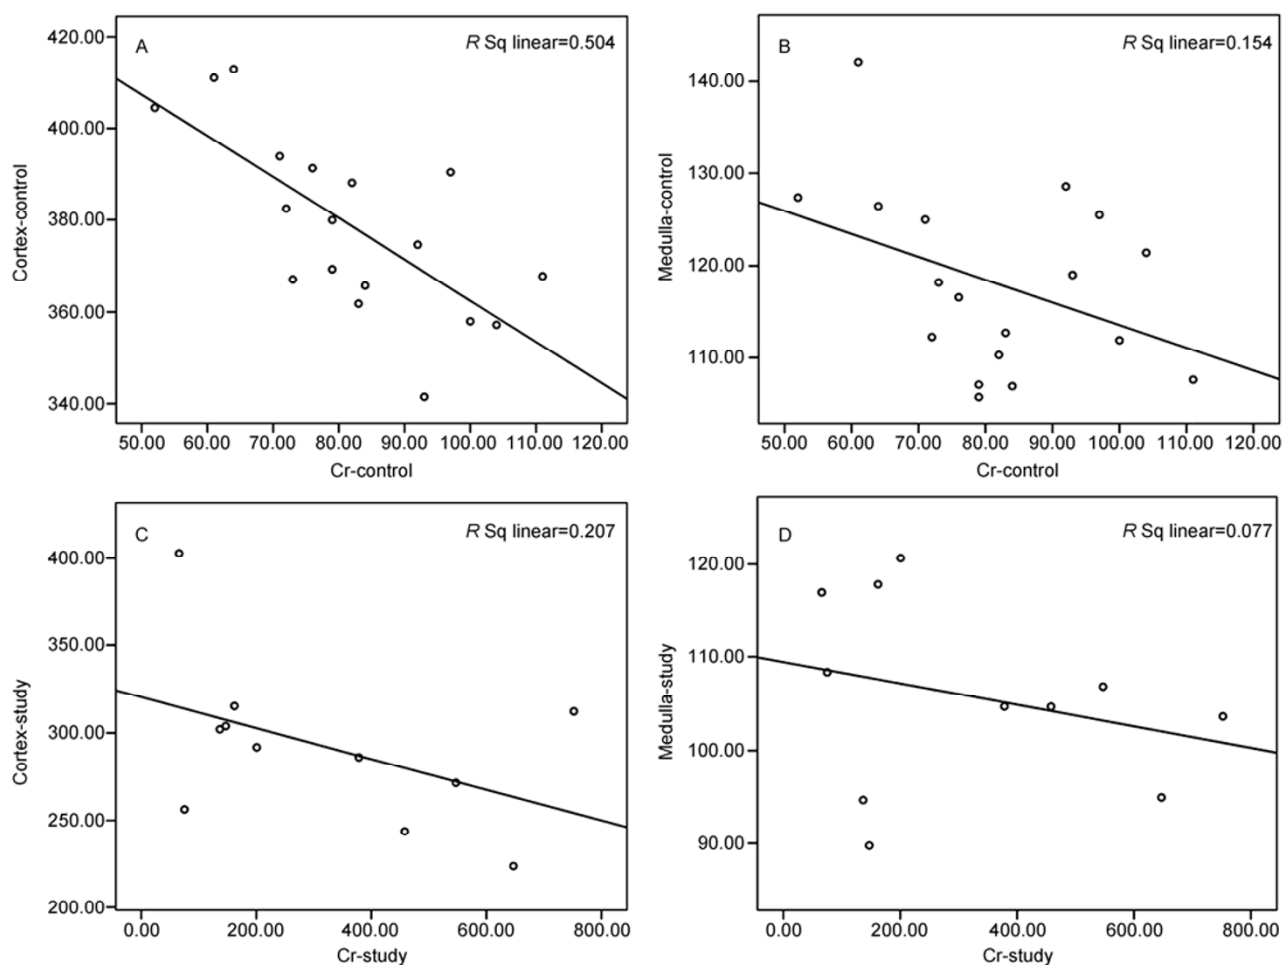 A
R Sq linear=0.504
420.00
400.00
380.00
360.00
340.00
Cortex-control
50.00 60.00 70.00 80.00 90.00 100.00 110.00 120.00
Cr-control
B
R Sq linear=0.154
140.00
130.00
120.00
110.00
Medulla-control
50.00 60.00 70.00 80.00 90.00 100.00 110.00 120.00
Cr-control
C
R Sq linear=0.207
400.00
350.00
300.00
250.00
200.00
Cortex-study
0.00 200.00 400.00 600.00 800.00
Cr-study
D
R Sq linear=0.077
120.00
110.00
100.00
90.00
Medulla-study
0.00 200.00 400.00 600.00 800.00
Cr-study